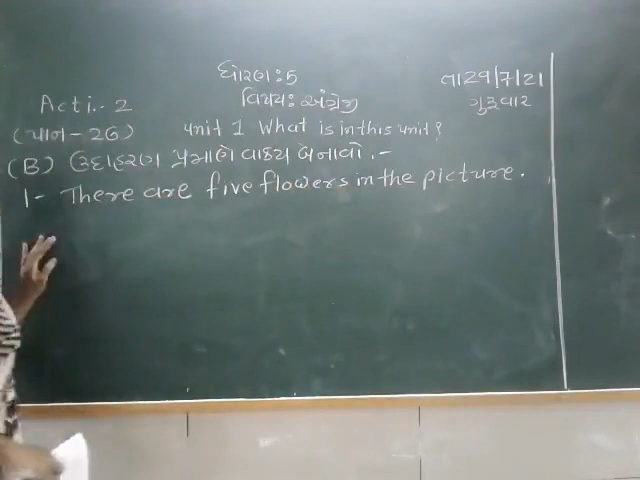 ધોરણ: 5
તા ૨૧/7/21
વિષય: અંગ્રેજી
ગુરૂવાર
Acti. - 2
(પાન - 26)
unit 1 What is in this unit?
(B) ઉદાહરણ પ્રમાણે વાક્ય બનાવો. -
1 - There are five flowers in the picture.